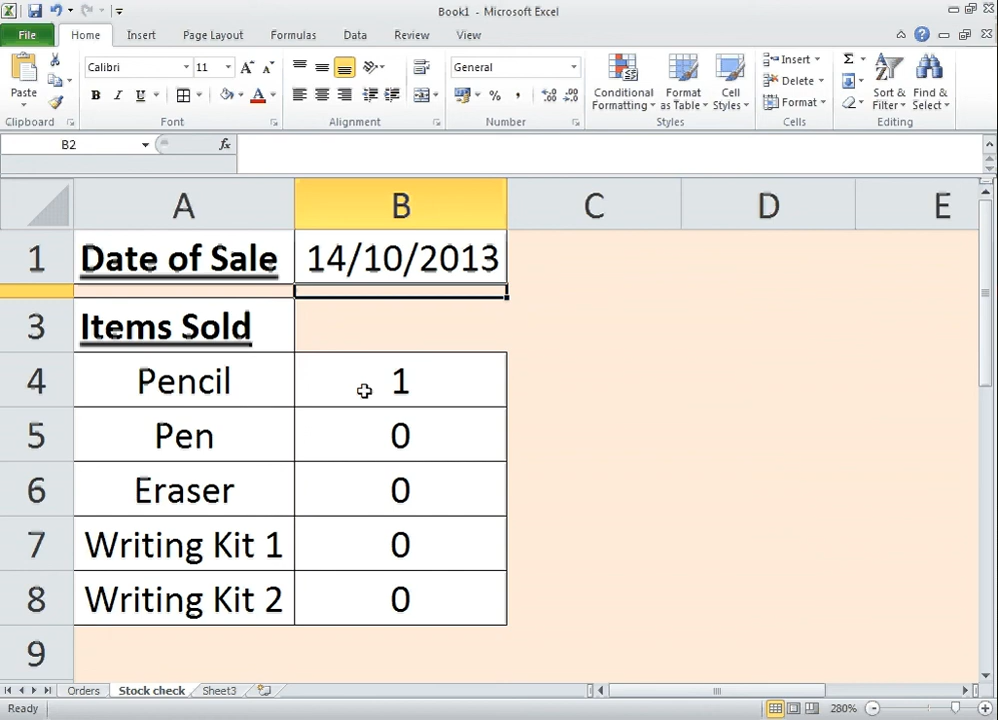 Book1 - Microsoft Excel
File Home Insert Page Layout Formulas Data Review View
Paste
Calibri 11
B I U A
General
% ,
Conditional Formatting
Format as Table
Cell Styles
Insert
Delete
Format
Σ
Sort & Filter
Find & Select
Clipboard Font Alignment Number Styles Cells Editing
B2 fx
A B C D E
1 Date of Sale 14/10/2013
3 Items Sold
4 Pencil 1
5 Pen 0
6 Eraser 0
7 Writing Kit 1 0
8 Writing Kit 2 0
9
Orders Stock check Sheet3
Ready 280%